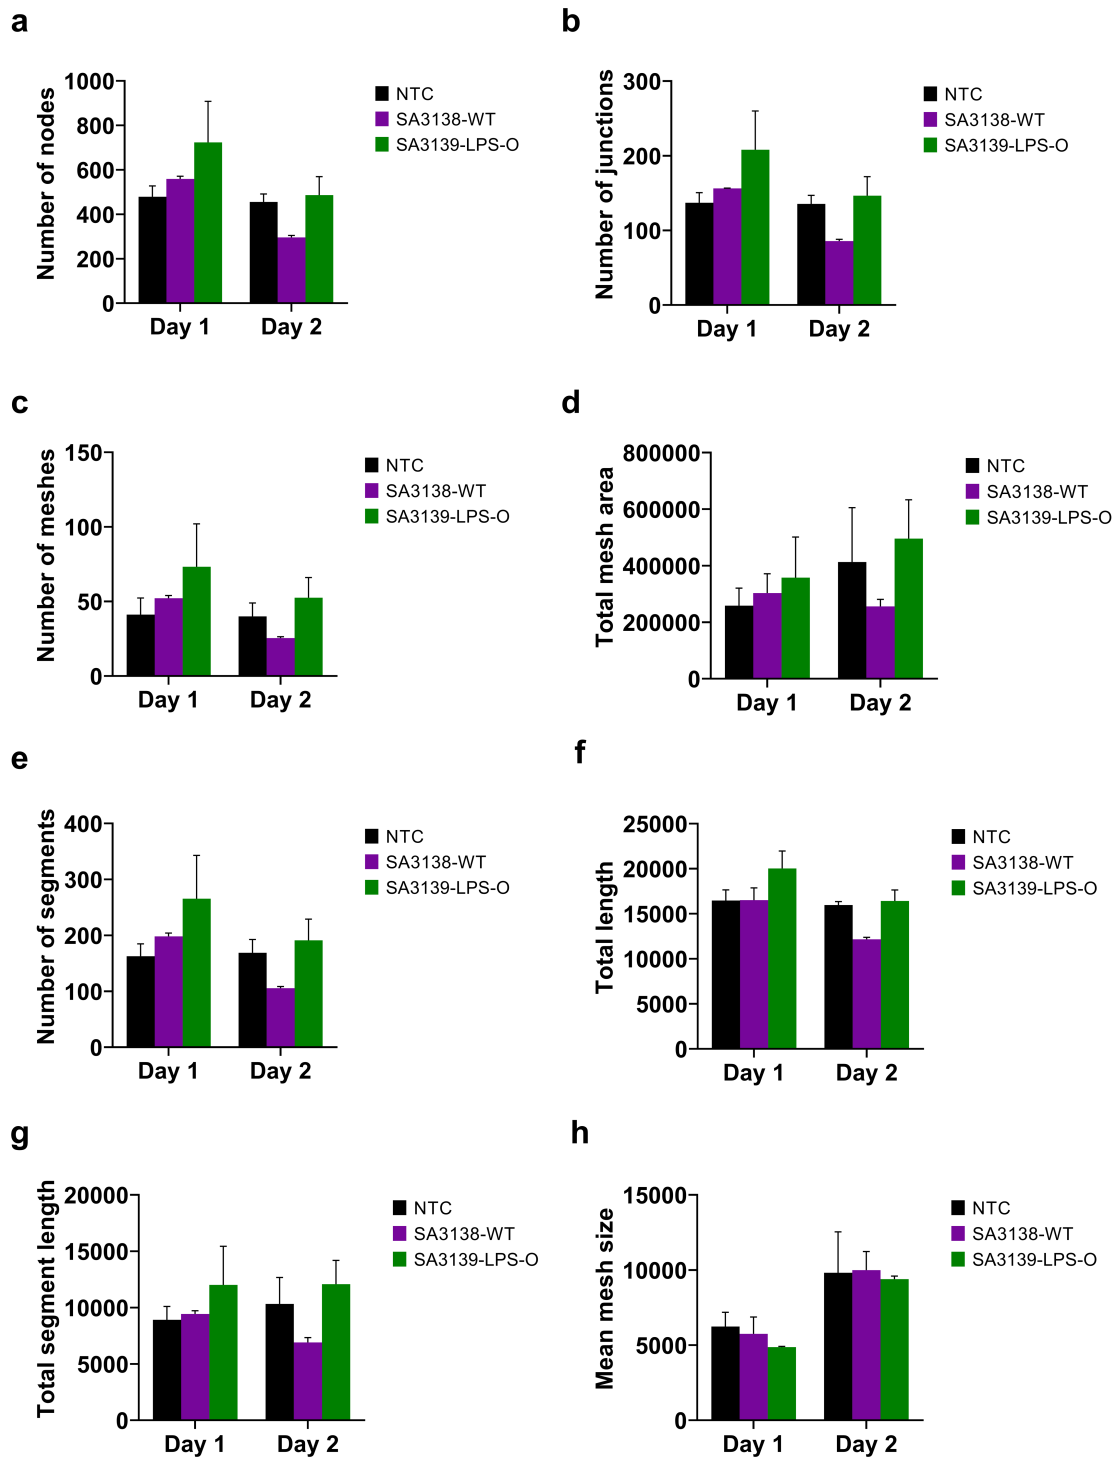 a
Number of nodes
1000
800
600
400
200
0
Day 1
Day 2
NTC
SA3138-WT
SA3139-LPS-O
b
Number of junctions
300
200
100
0
Day 1
Day 2
NTC
SA3138-WT
SA3139-LPS-O
c
Number of meshes
150
100
50
0
Day 1
Day 2
NTC
SA3138-WT
SA3139-LPS-O
d
Total mesh area
800000
600000
400000
200000
0
Day 1
Day 2
NTC
SA3138-WT
SA3139-LPS-O
e
Number of segments
400
300
200
100
0
Day 1
Day 2
NTC
SA3138-WT
SA3139-LPS-O
f
Total length
25000
20000
15000
10000
5000
0
Day 1
Day 2
NTC
SA3138-WT
SA3139-LPS-O
g
Total segment length
20000
15000
10000
5000
0
Day 1
Day 2
NTC
SA3138-WT
SA3139-LPS-O
h
Mean mesh size
15000
10000
5000
0
Day 1
Day 2
NTC
SA3138-WT
SA3139-LPS-O